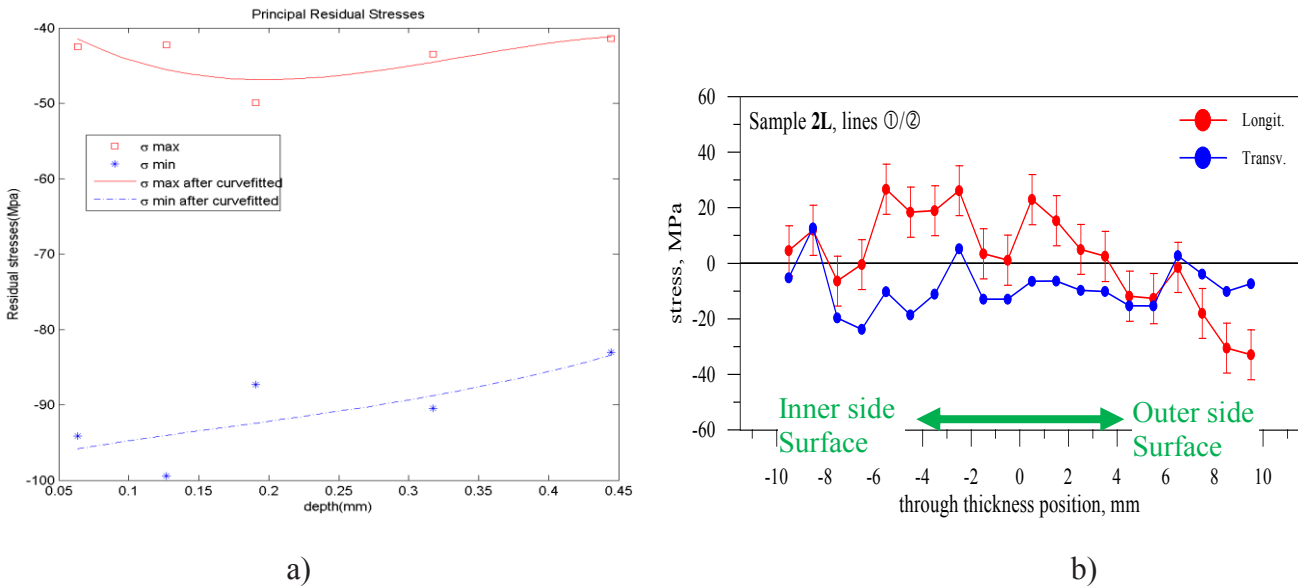 Principal Residual Stresses
-40
-50
-60
-70
-80
-90
-100
Residual stresses(Mpa)
σ max
σ min
σ max after curvefitted
σ min after curvefitted
0.05 0.1 0.15 0.2 0.25 0.3 0.35 0.4 0.45
depth(mm)
a)
60
40
20
0
-20
-40
-60
stress, MPa
Sample 2L, lines ①/②
Longit.
Transv.
Inner side
Surface
Outer side
Surface
-10 -8 -6 -4 -2 0 2 4 6 8 10
through thickness position, mm
b)